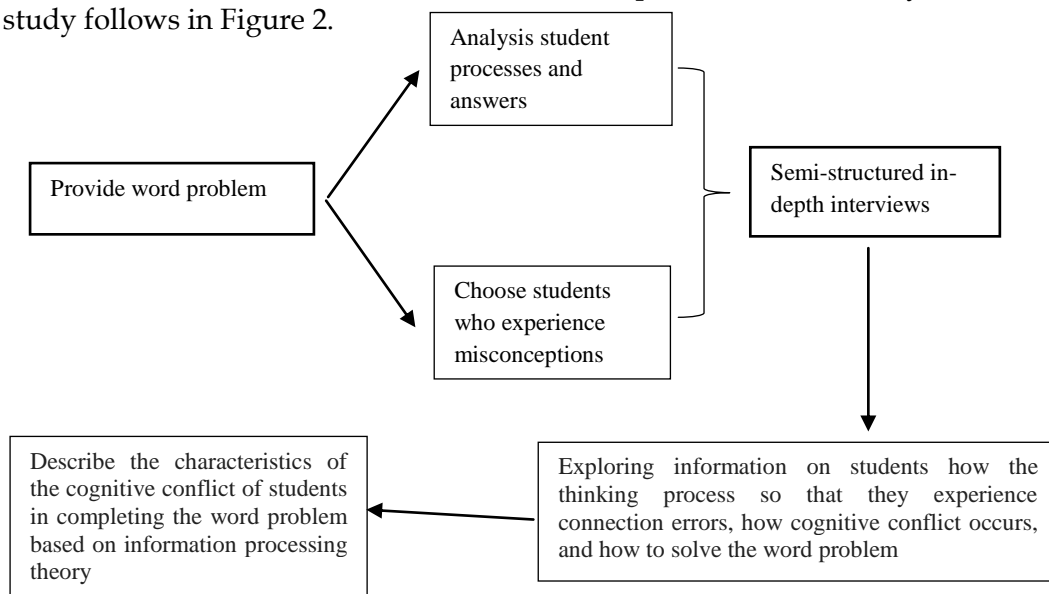 study follows in Figure 2.
Analysis student
processes and
answers
Provide word problem
Semi-structured in-
depth interviews
Choose students
who experience
misconceptions
Exploring information on students how the
thinking process so that they experience
connection errors, how cognitive conflict occurs,
and how to solve the word problem
Describe the characteristics of
the cognitive conflict of students
in completing the word problem
based on information processing
theory